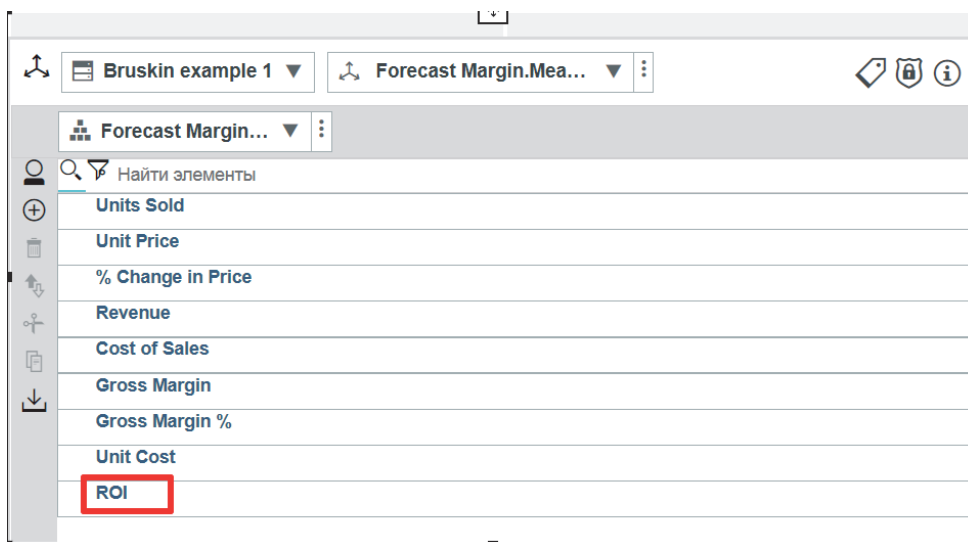 Bruskin example 1 Forecast Margin.Mea...
Forecast Margin...
Найти элементы
Units Sold
Unit Price
% Change in Price
Revenue
Cost of Sales
Gross Margin
Gross Margin %
Unit Cost
ROI